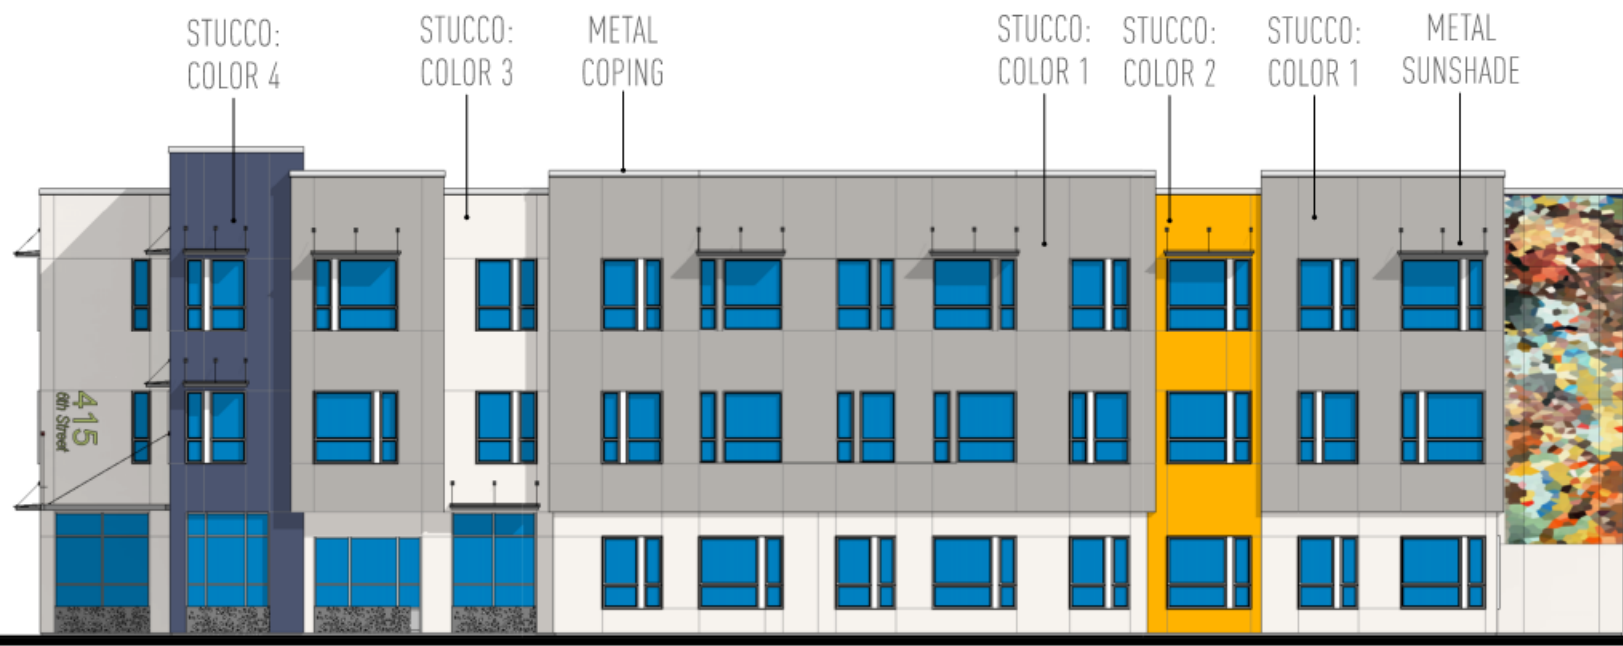 STUCCO:
COLOR 4
STUCCO:
COLOR 3
METAL
COPING
STUCCO:
COLOR 1
STUCCO:
COLOR 2
STUCCO:
COLOR 1
METAL
SUNSHADE
415
6th Street